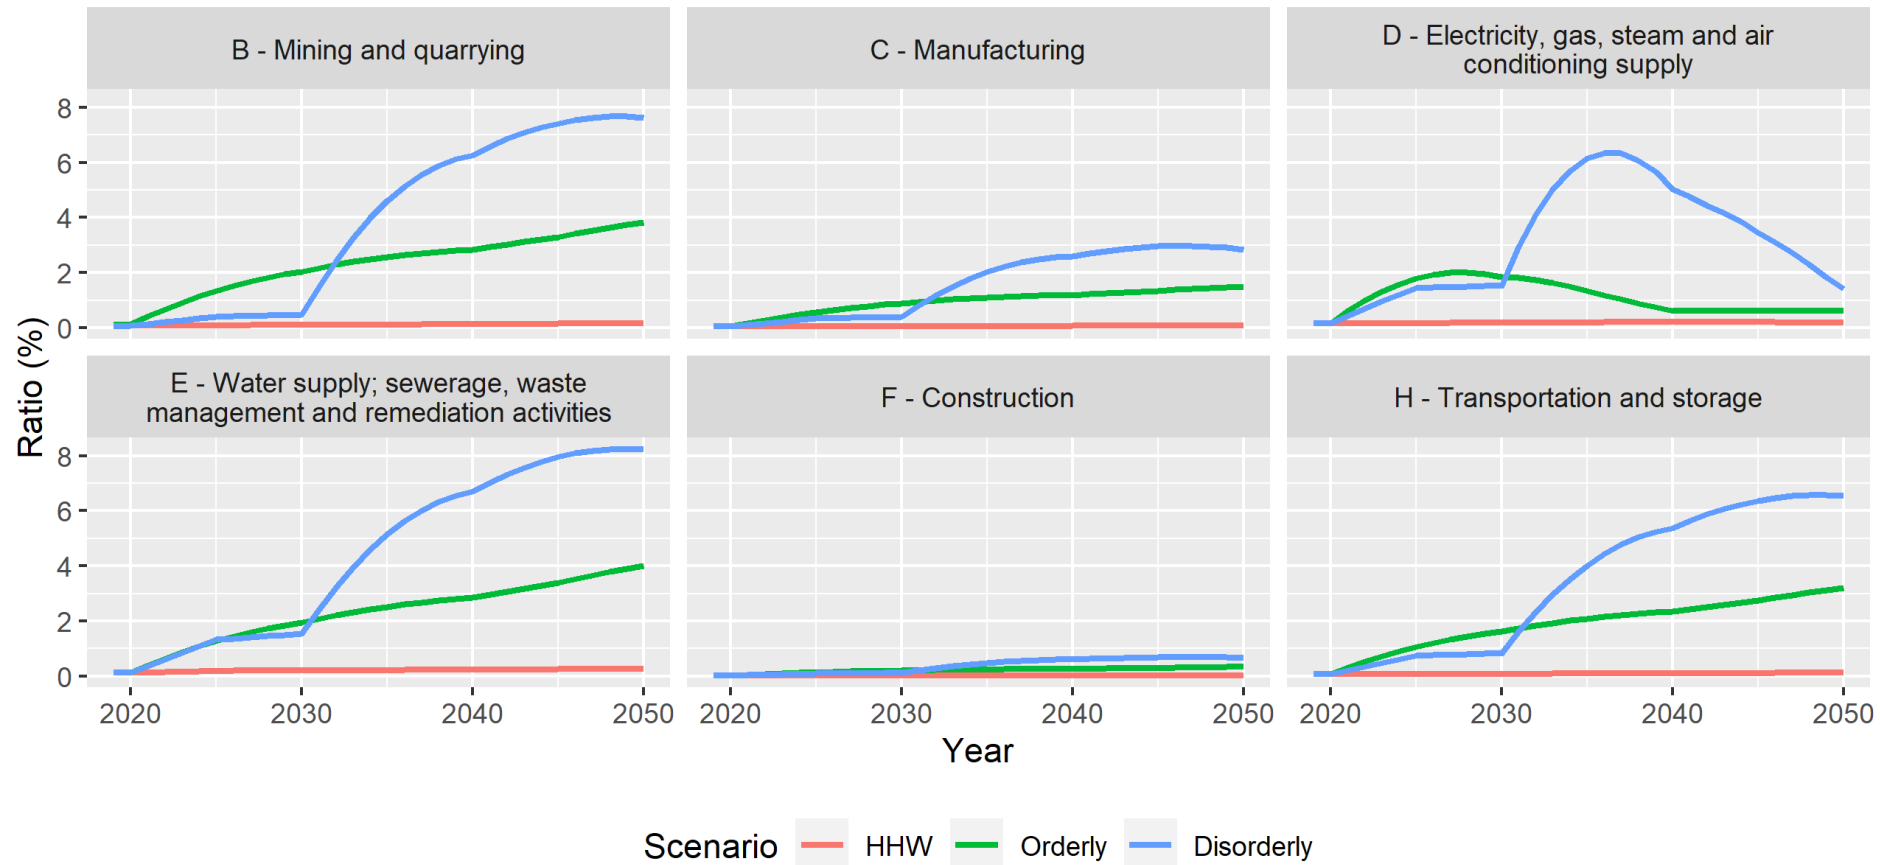 B - Mining and quarrying
C - Manufacturing
D - Electricity, gas, steam and air
conditioning supply
8
6
4
2
0
E - Water supply; sewerage, waste
management and remediation activities
F - Construction
H - Transportation and storage
8
6
4
2
0
Ratio (%)
2020 2030 2040 2050
2020 2030 2040 2050
2020 2030 2040 2050
Year
Scenario HHW Orderly Disorderly